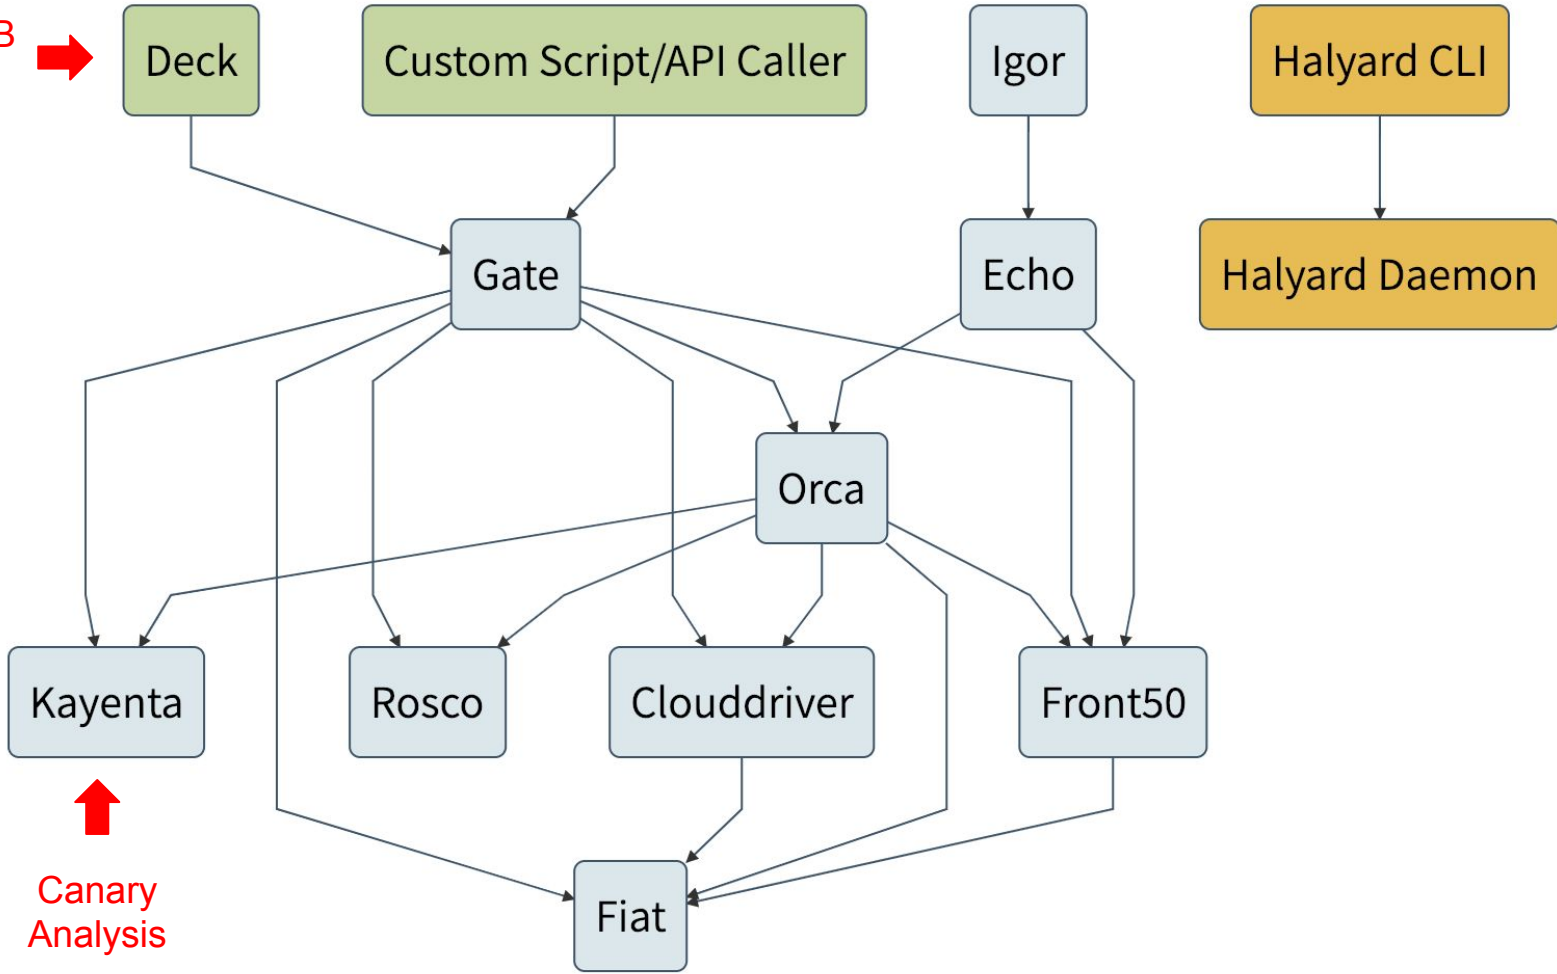 B
Deck
Custom Script/API Caller
Igor
Halyard CLI
Gate
Echo
Halyard Daemon
Orca
Kayenta
Rosco
Clouddriver
Front50
Canary
Analysis
Fiat